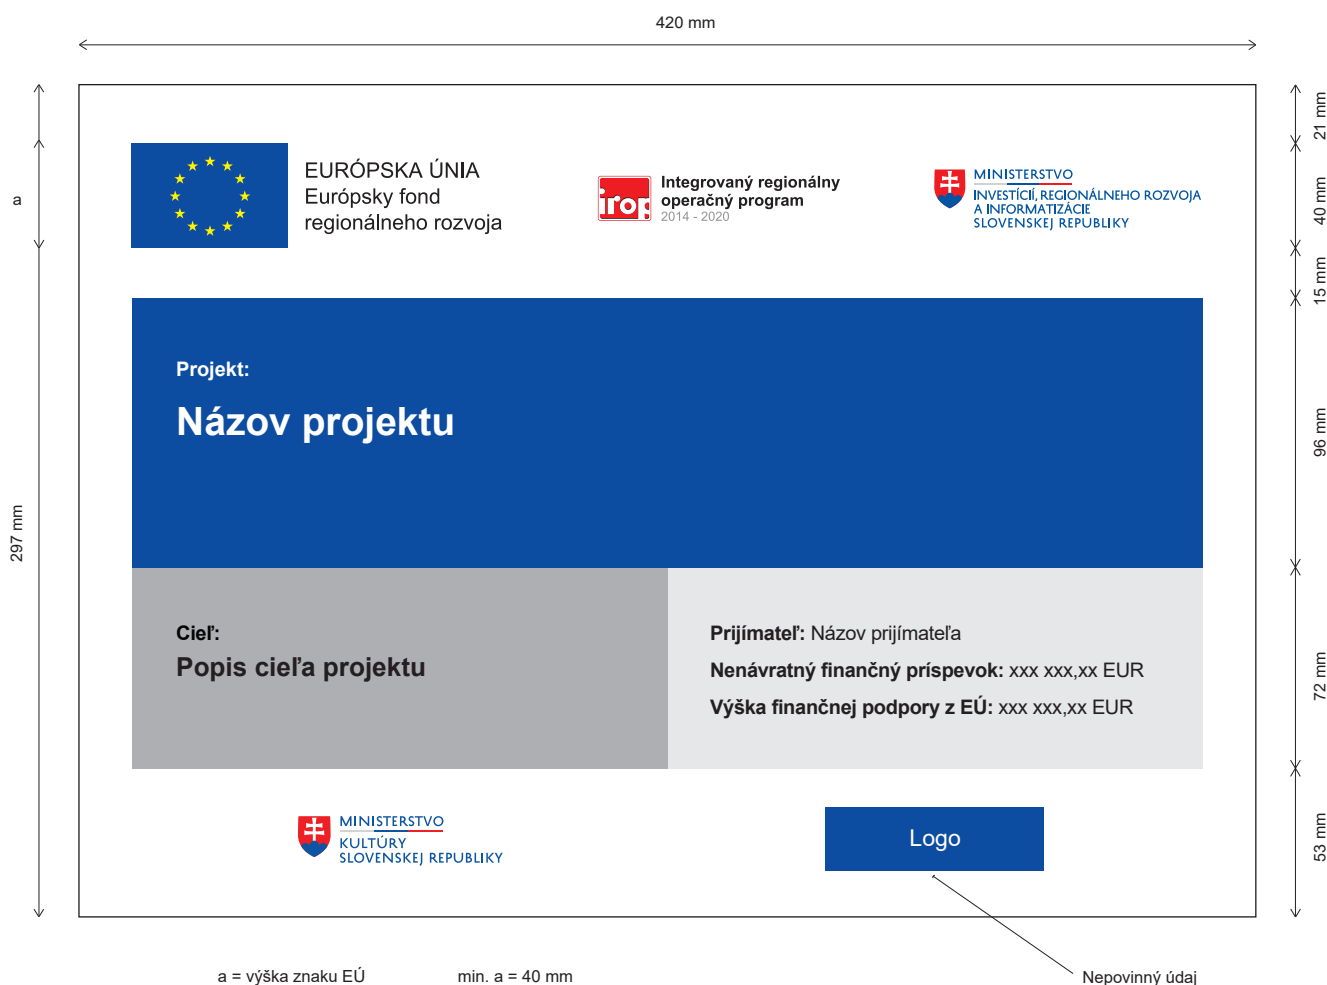 420 mm
21 mm
a
40 mm
15 mm
EURÓPSKA ÚNIA
Európsky fond
regionálneho rozvoja
irop
Integrovaný regionálny
operačný program
2014 - 2020
MINISTERSTVO
INVESTÍCIÍ, REGIONÁLNEHO ROZVOJA
A INFORMATIZÁCIE
SLOVENSKEJ REPUBLIKY
Projekt:
Názov projektu
96 mm
297 mm
Cieľ:
Popis cieľa projektu
Prijímateľ: Názov prijímateľa
Nenávratný finančný príspevok: xxx xxx,xx EUR
Výška finančnej podpory z EÚ: xxx xxx,xx EUR
72 mm
MINISTERSTVO
KULTÚRY
SLOVENSKEJ REPUBLIKY
Logo
53 mm
a = výška znaku EÚ
min. a = 40 mm
Nepovinný údaj